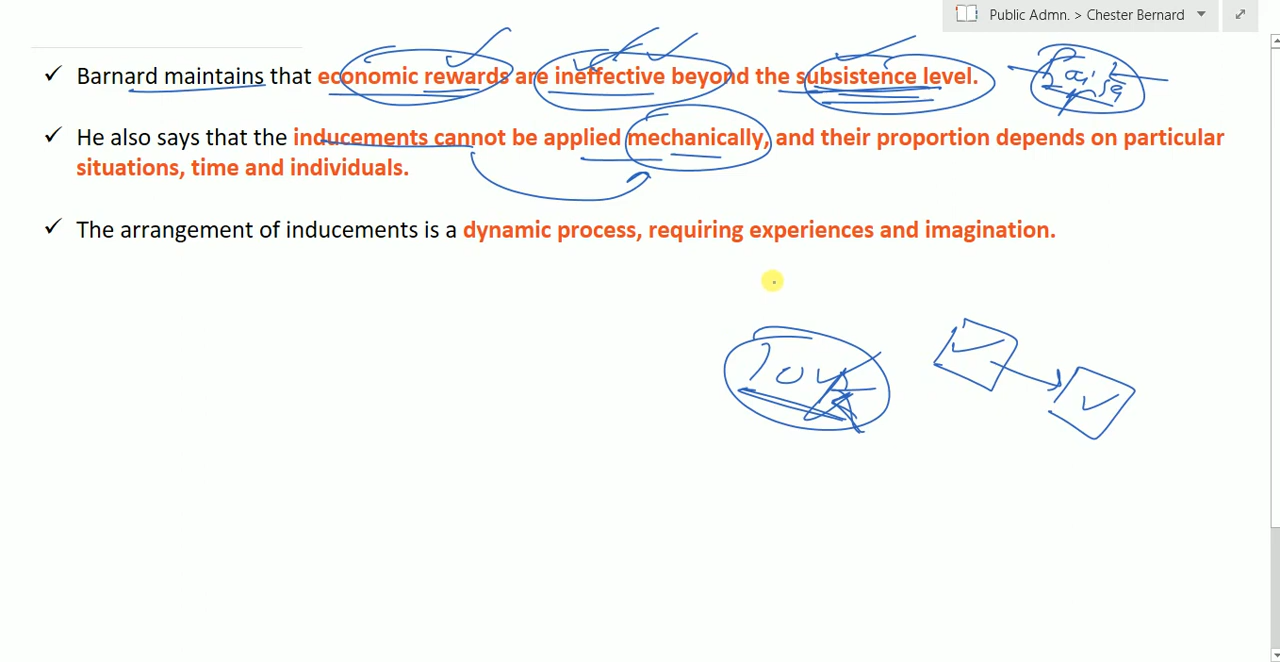 Public Admn. > Chester Bernard
Barnard maintains that economic rewards are ineffective beyond the subsistence level.
He also says that the inducements cannot be applied mechanically, and their proportion depends on particular
situations, time and individuals.
The arrangement of inducements is a dynamic process, requiring experiences and imagination.